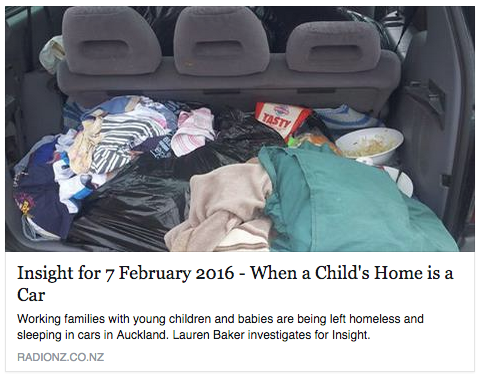 TASTY
Insight for 7 February 2016 - When a Child's Home is a
Car
Working families with young children and babies are being left homeless and
sleeping in cars in Auckland. Lauren Baker investigates for Insight.
RADIONZ.CO.NZ